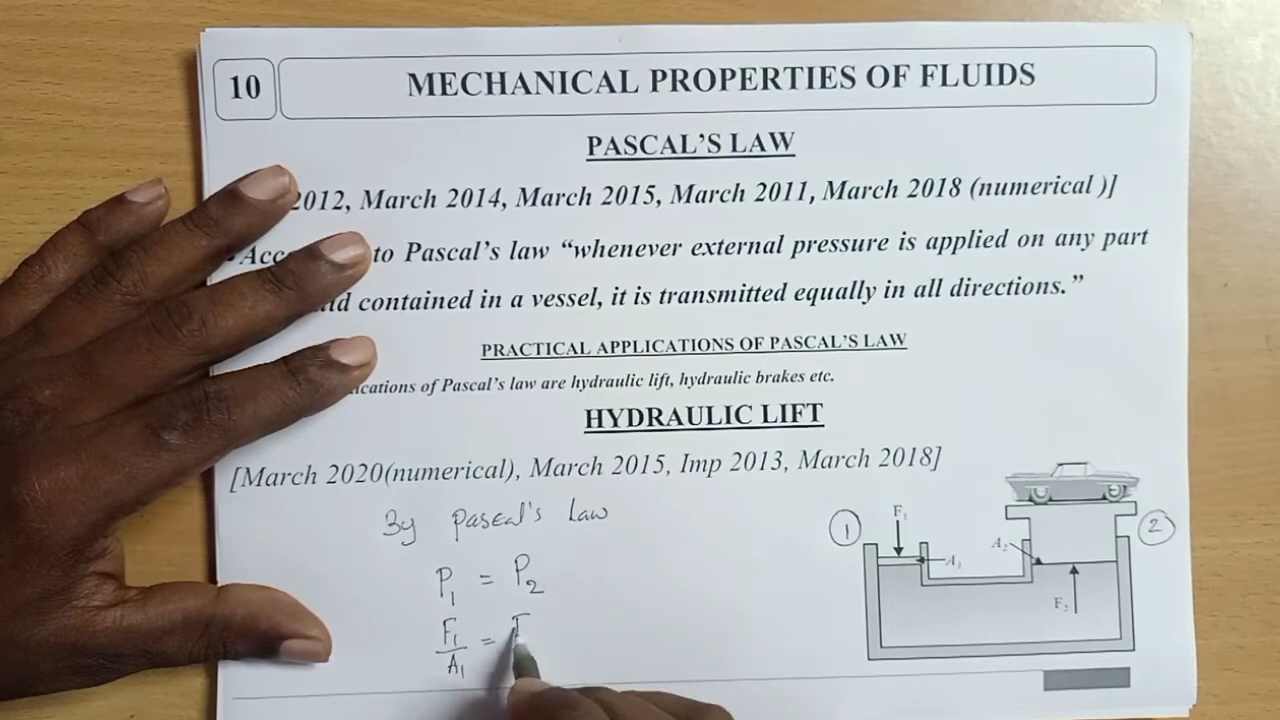 10
MECHANICAL PROPERTIES OF FLUIDS
PASCAL'S LAW
2012, March 2014, March 2015, March 2011, March 2018 (numerical )]
to Pascal's law “whenever external pressure is applied on any part
contained in a vessel, it is transmitted equally in all directions.”
PRACTICAL APPLICATIONS OF PASCAL'S LAW
of Pascal's law are hydraulic lift, hydraulic brakes etc.
HYDRAULIC LIFT
[March 2020(numerical), March 2015, Imp 2013, March 2018]
By Pascal's Law
P₁ = P₂
F₁/A₁ =
1
F₁
A₁
A₂
2
F₂